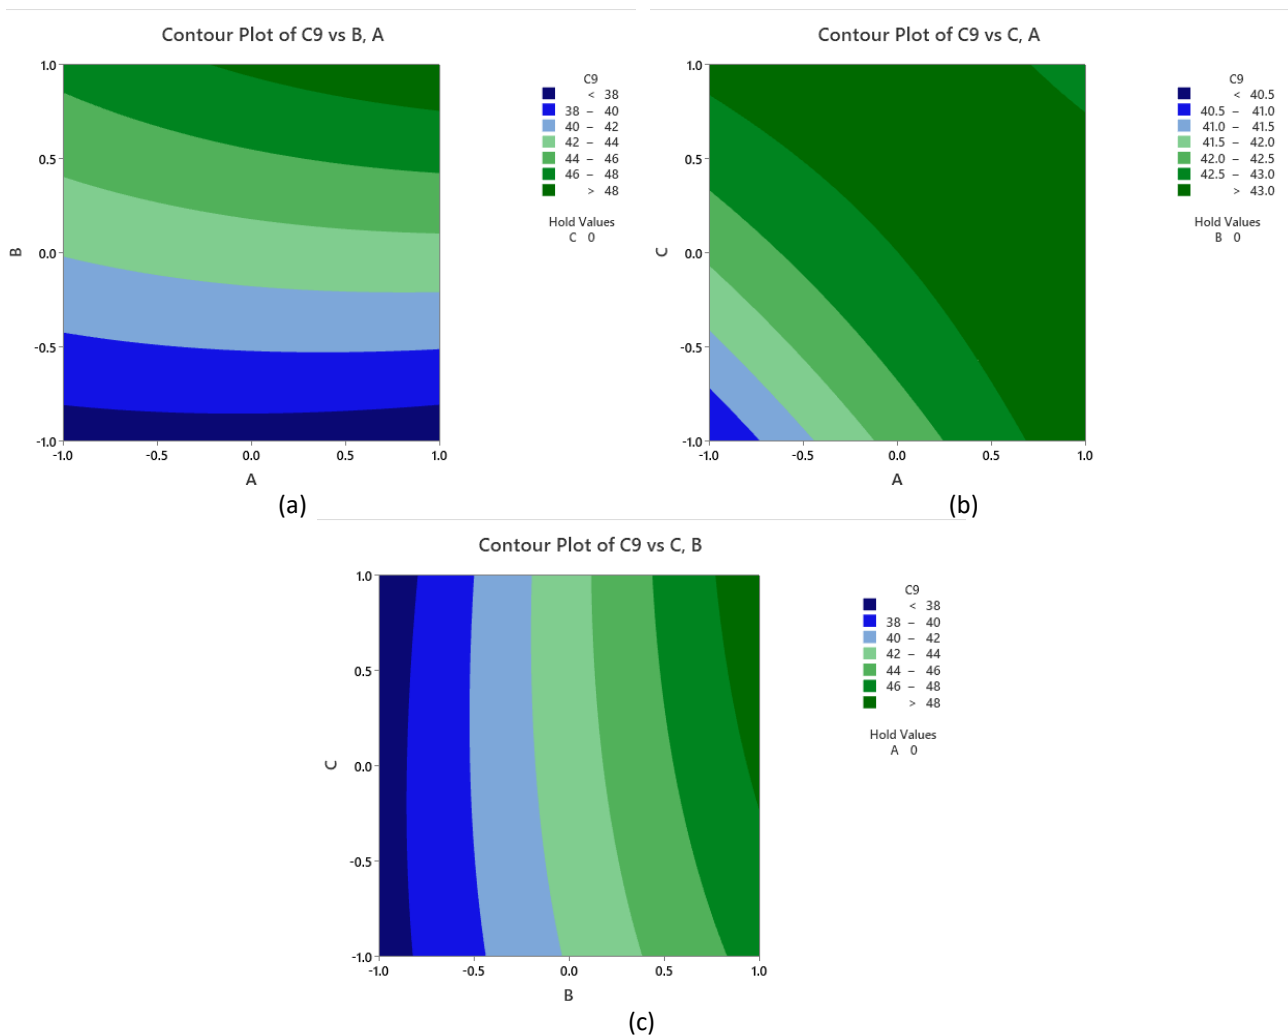 Contour Plot of C9 vs B, A
1.0
0.5
0.0
-0.5
-1.0
B
-1.0 -0.5 0.0 0.5 1.0
A
C9
< 38
38 – 40
40 – 42
42 – 44
44 – 46
46 – 48
> 48
Hold Values
C 0
(a)
Contour Plot of C9 vs C, A
1.0
0.5
0.0
-0.5
-1.0
C
-1.0 -0.5 0.0 0.5 1.0
A
C9
< 40.5
40.5 – 41.0
41.0 – 41.5
41.5 – 42.0
42.0 – 42.5
42.5 – 43.0
> 43.0
Hold Values
B 0
(b)
Contour Plot of C9 vs C, B
1.0
0.5
0.0
-0.5
-1.0
C
-1.0 -0.5 0.0 0.5 1.0
B
C9
< 38
38 – 40
40 – 42
42 – 44
44 – 46
46 – 48
> 48
Hold Values
A 0
(c)